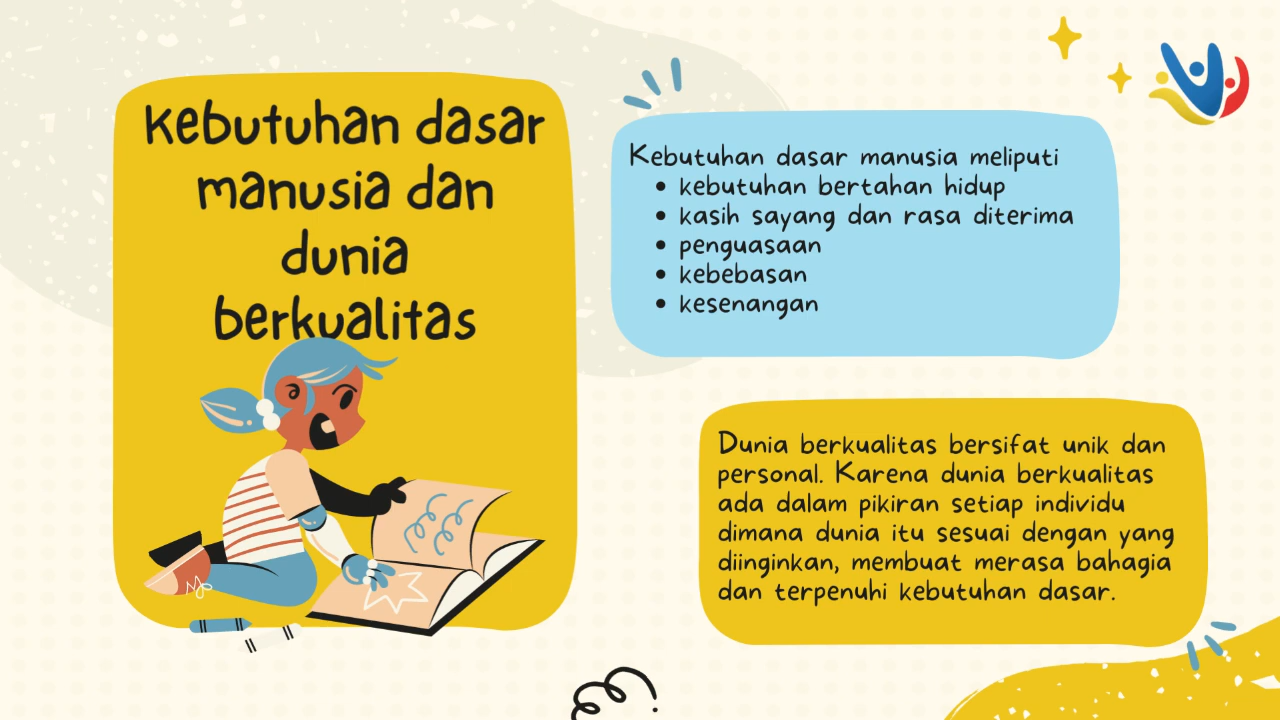 kebutuhan dasar
manusia dan
dunia
berkualitas
Kebutuhan dasar manusia meliputi
• kebutuhan bertahan hidup
• kasih sayang dan rasa diterima
• penguasaan
• kebebasan
• kesenangan
Dunia berkualitas bersifat unik dan
personal. Karena dunia berkualitas
ada dalam pikiran setiap individu
dimana dunia itu sesuai dengan yang
diinginkan, membuat merasa bahagia
dan terpenuhi kebutuhan dasar.